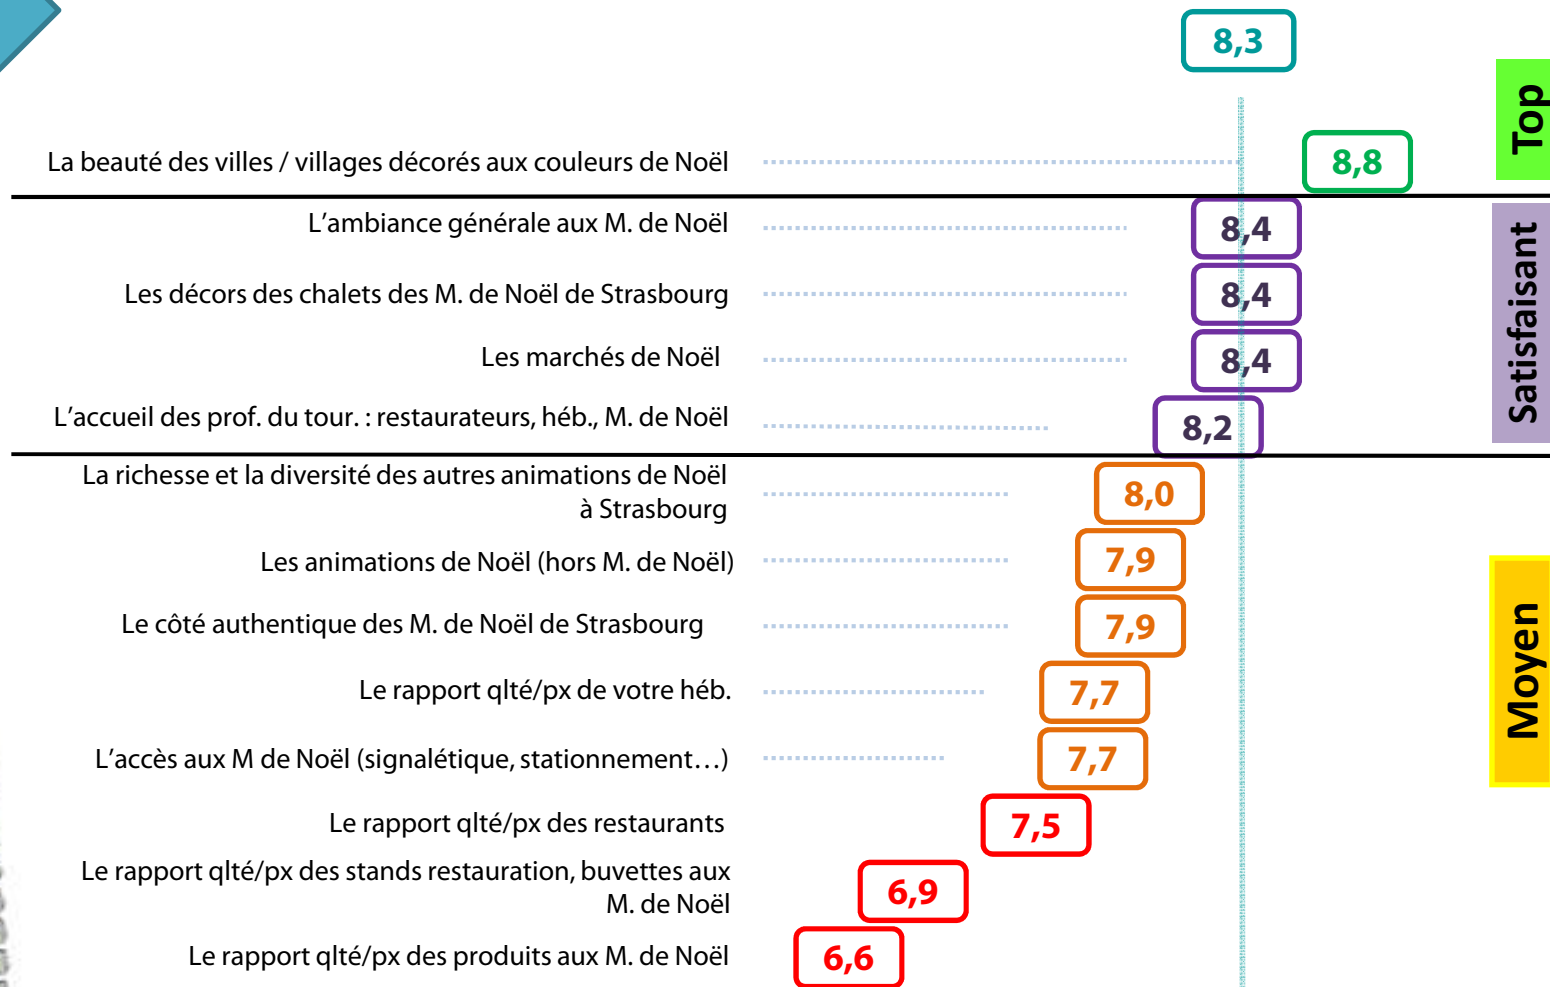 8,3
Top
La beauté des villes / villages décorés aux couleurs de Noël 8,8
L'ambiance générale aux M. de Noël 8,4
Satisfaisant
Les décors des chalets des M. de Noël de Strasbourg 8,4
Les marchés de Noël 8,4
L'accueil des prof. du tour. : restaurateurs, héb., M. de Noël 8,2
La richesse et la diversité des autres animations de Noël
à Strasbourg 8,0
Les animations de Noël (hors M. de Noël) 7,9
Le côté authentique des M. de Noël de Strasbourg 7,9
Moyen
Le rapport qlté/px de votre héb. 7,7
L'accès aux M de Noël (signalétique, stationnement…) 7,7
Le rapport qlté/px des restaurants 7,5
Le rapport qlté/px des stands restauration, buvettes aux
M. de Noël 6,9
Le rapport qlté/px des produits aux M. de Noël 6,6